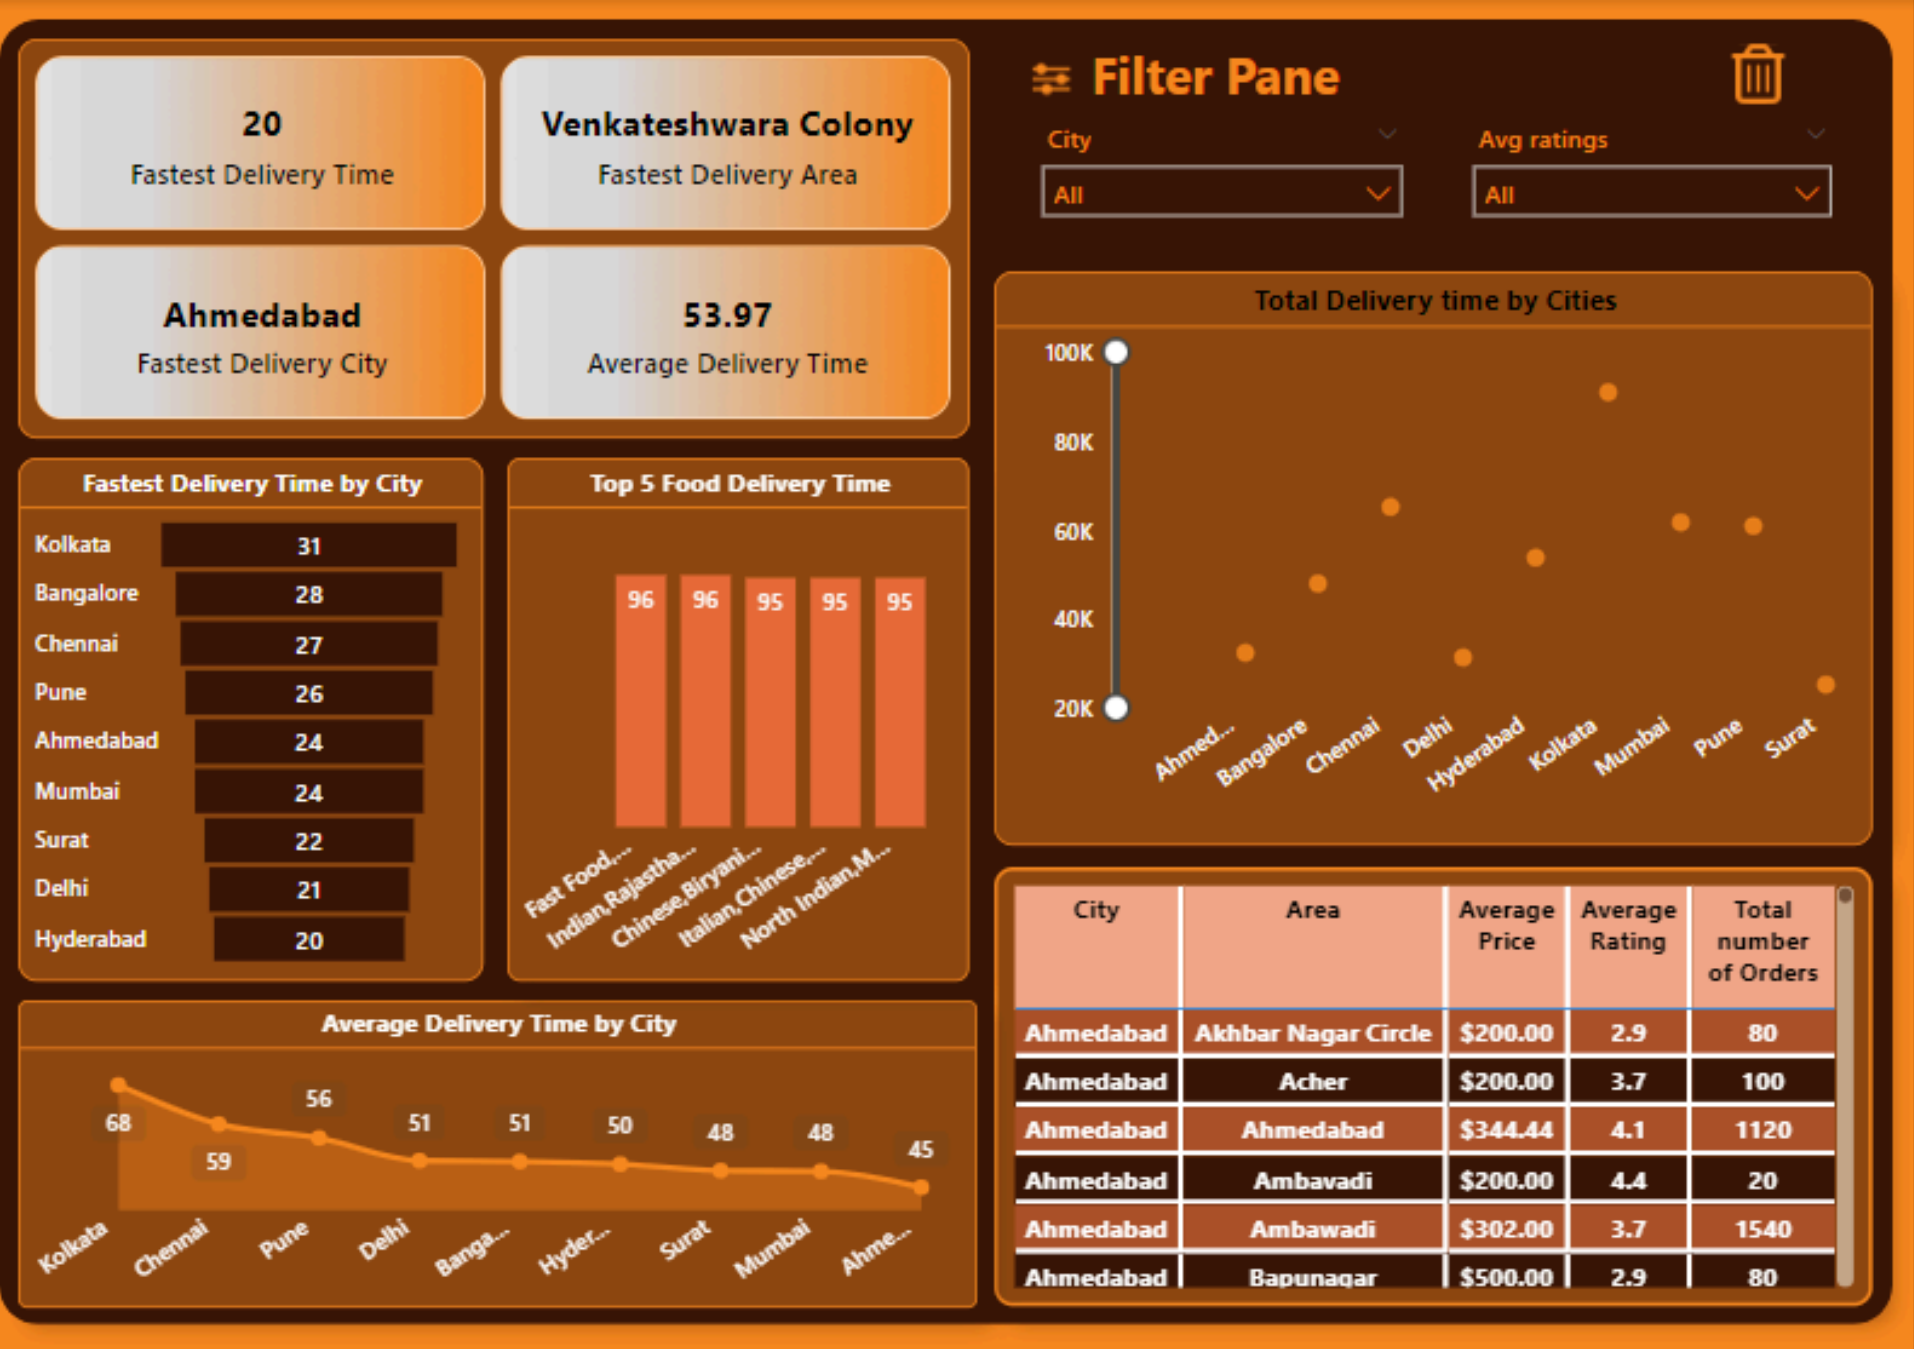 20
Fastest Delivery Time
Venkateshwara Colony
Fastest Delivery Area
Ahmedabad
Fastest Delivery City
53.97
Average Delivery Time
Filter Pane
City
All
Avg ratings
All
Fastest Delivery Time by City
Kolkata 31
Bangalore 28
Chennai 27
Pune 26
Ahmedabad 24
Mumbai 24
Surat 22
Delhi 21
Hyderabad 20
Top 5 Food Delivery Time
96 96 95 95 95
Fast Food,...
Indian,Rajastha...
Chinese,Biryani...
Italian,Chinese,...
North Indian,M...
Total Delivery time by Cities
100K
80K
60K
40K
20K
Ahmed...
Bangalore
Chennai
Delhi
Hyderabad
Kolkata
Mumbai
Pune
Surat
Average Delivery Time by City
68 59 56 51 51 50 48 48 45
Kolkata
Chennai
Pune
Delhi
Banga...
Hyder...
Surat
Mumbai
Ahme...
City Area Average Price Average Rating Total number of Orders
Ahmedabad Akhbar Nagar Circle $200.00 2.9 80
Ahmedabad Acher $200.00 3.7 100
Ahmedabad Ahmedabad $344.44 4.1 1120
Ahmedabad Ambavadi $200.00 4.4 20
Ahmedabad Ambawadi $302.00 3.7 1540
Ahmedabad Bapunagar $500.00 2.9 80